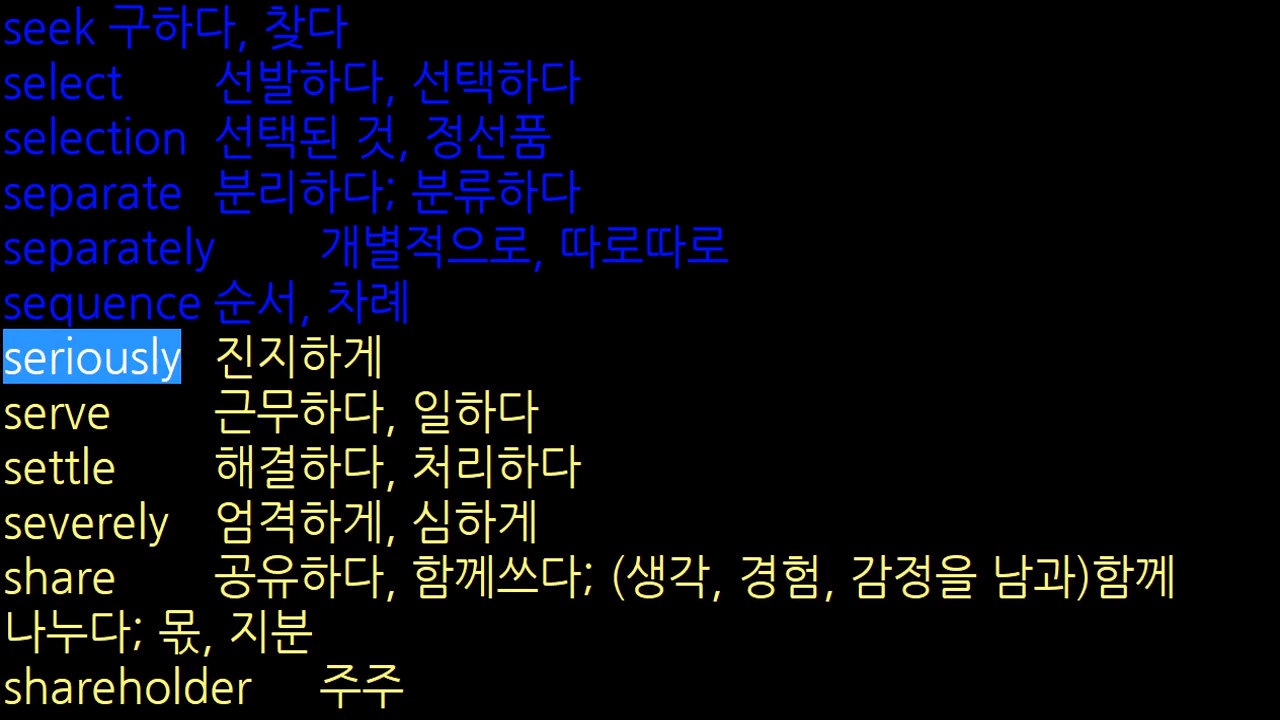 seek 구하다, 찾다
select 선발하다, 선택하다
selection 선택된 것, 정선품
separate 분리하다; 분류하다
separately 개별적으로, 따로따로
sequence 순서, 차례
seriously 진지하게
serve 근무하다, 일하다
settle 해결하다, 처리하다
severely 엄격하게, 심하게
share 공유하다, 함께쓰다; (생각, 경험, 감정을 남과)함께
나누다; 몫, 지분
shareholder 주주